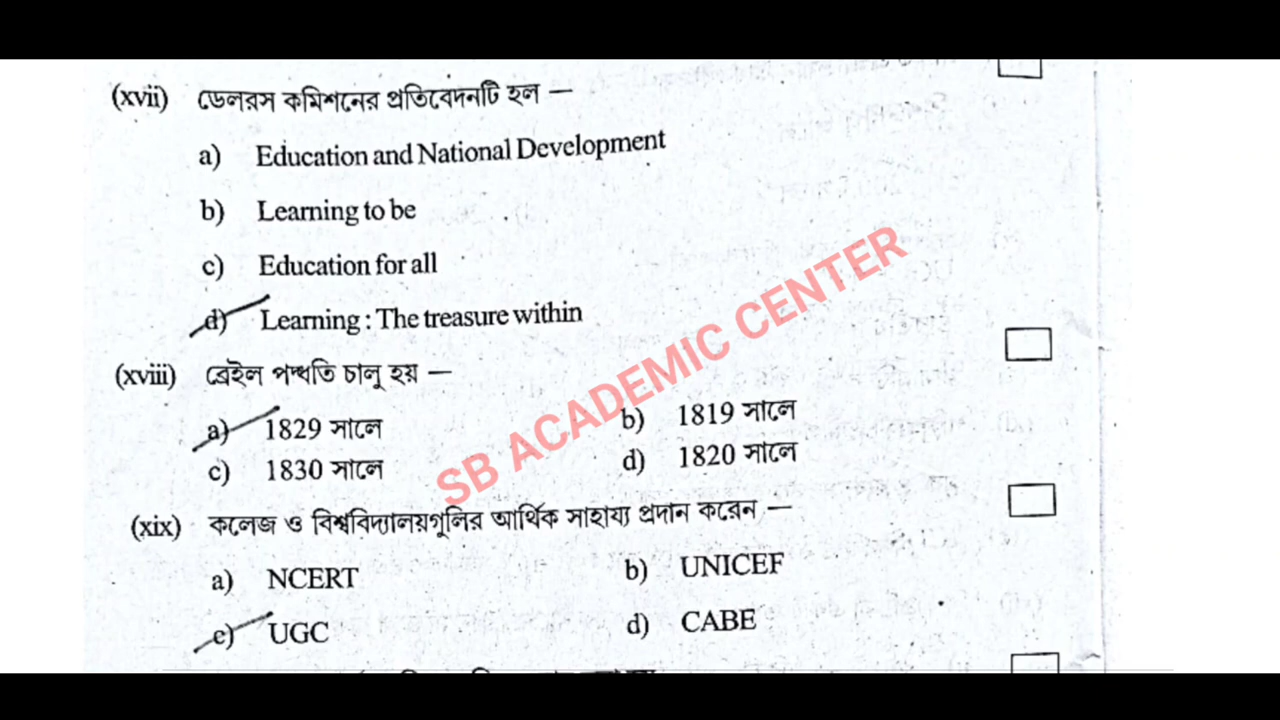 (xvii) ডেলরস কমিশনের প্রতিবেদনটি হল —
a) Education and National Development
b) Learning to be
c) Education for all
d) Learning : The treasure within
(xviii) ব্রেইল পদ্ধতি চালু হয় —
a) 1829 সালে b) 1819 সালে
c) 1830 সালে d) 1820 সালে
(xix) কলেজ ও বিশ্ববিদ্যালয়গুলির আর্থিক সাহায্য প্রদান করেন —
a) NCERT b) UNICEF
c) UGC d) CABE
SB ACADEMIC CENTER